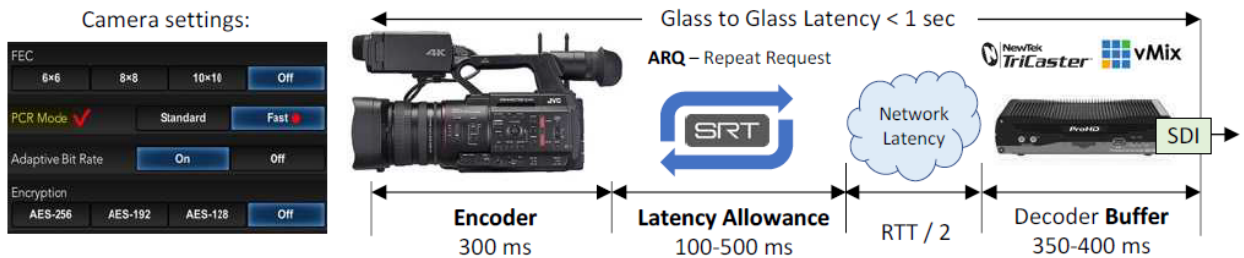 Camera settings:
FEC
6×6 8×8 10×10 Off
PCR Mode Standard Fast
Adaptive Bit Rate On Off
Encryption
AES-256 AES-192 AES-128 Off
Glass to Glass Latency < 1 sec
4K
JVC
ARQ – Repeat Request
SRT
Network
Latency
NewTek
TriCaster
vMix
ProHD
SDI
Encoder
300 ms
Latency Allowance
100-500 ms
RTT / 2
Decoder Buffer
350-400 ms